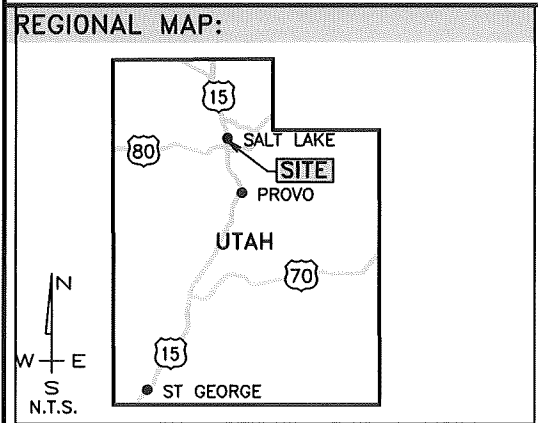 REGIONAL MAP:
15
SALT LAKE
80
SITE
PROVO
UTAH
70
N
15
W E
S
N.T.S.
ST GEORGE